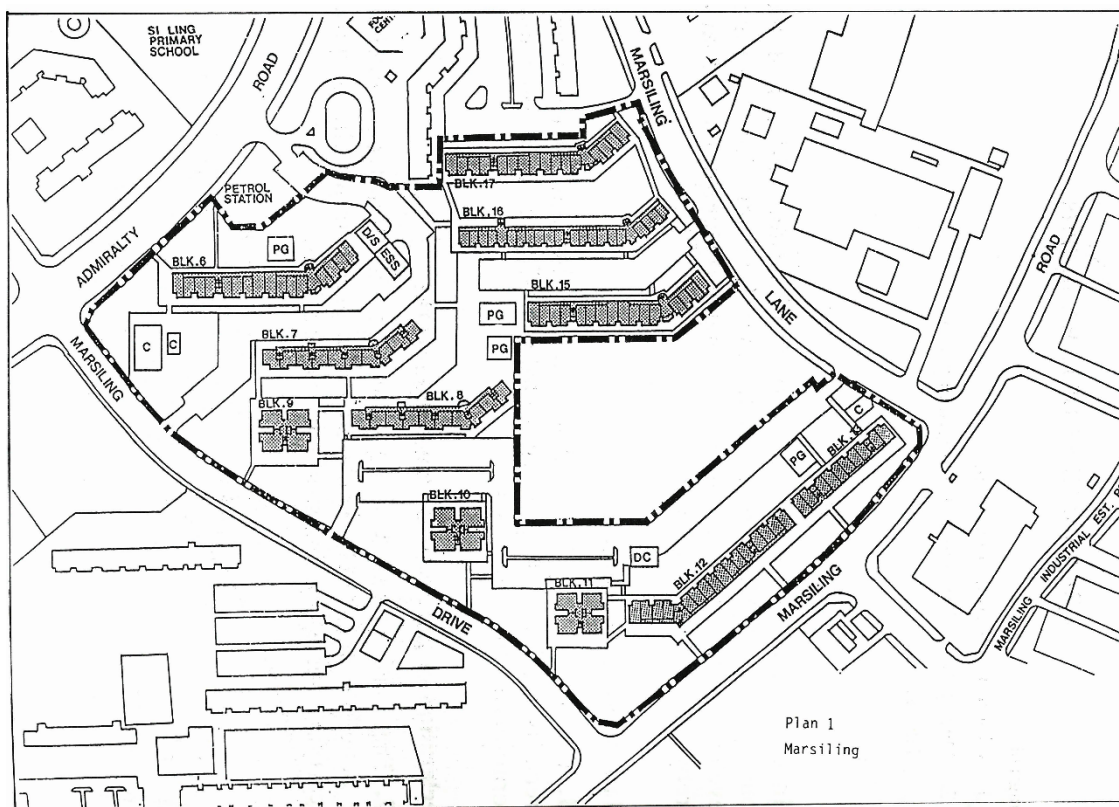 SI LING
PRIMARY
SCHOOL
ROAD
MARSILING
PETROL
STATION
ADMIRALTY
BLK.17
BLK.16
PG
D/S
ESS
BLK.6
BLK.15
LANE
ROAD
PG
PG
BLK.7
C
C
MARSILING
BLK.8
BLK.9
C
PG
BLK.10
DC
BLK.12
BLK.11
MARSILING
DRIVE
MARSILING INDUSTRIAL EST
Plan 1
Marsiling